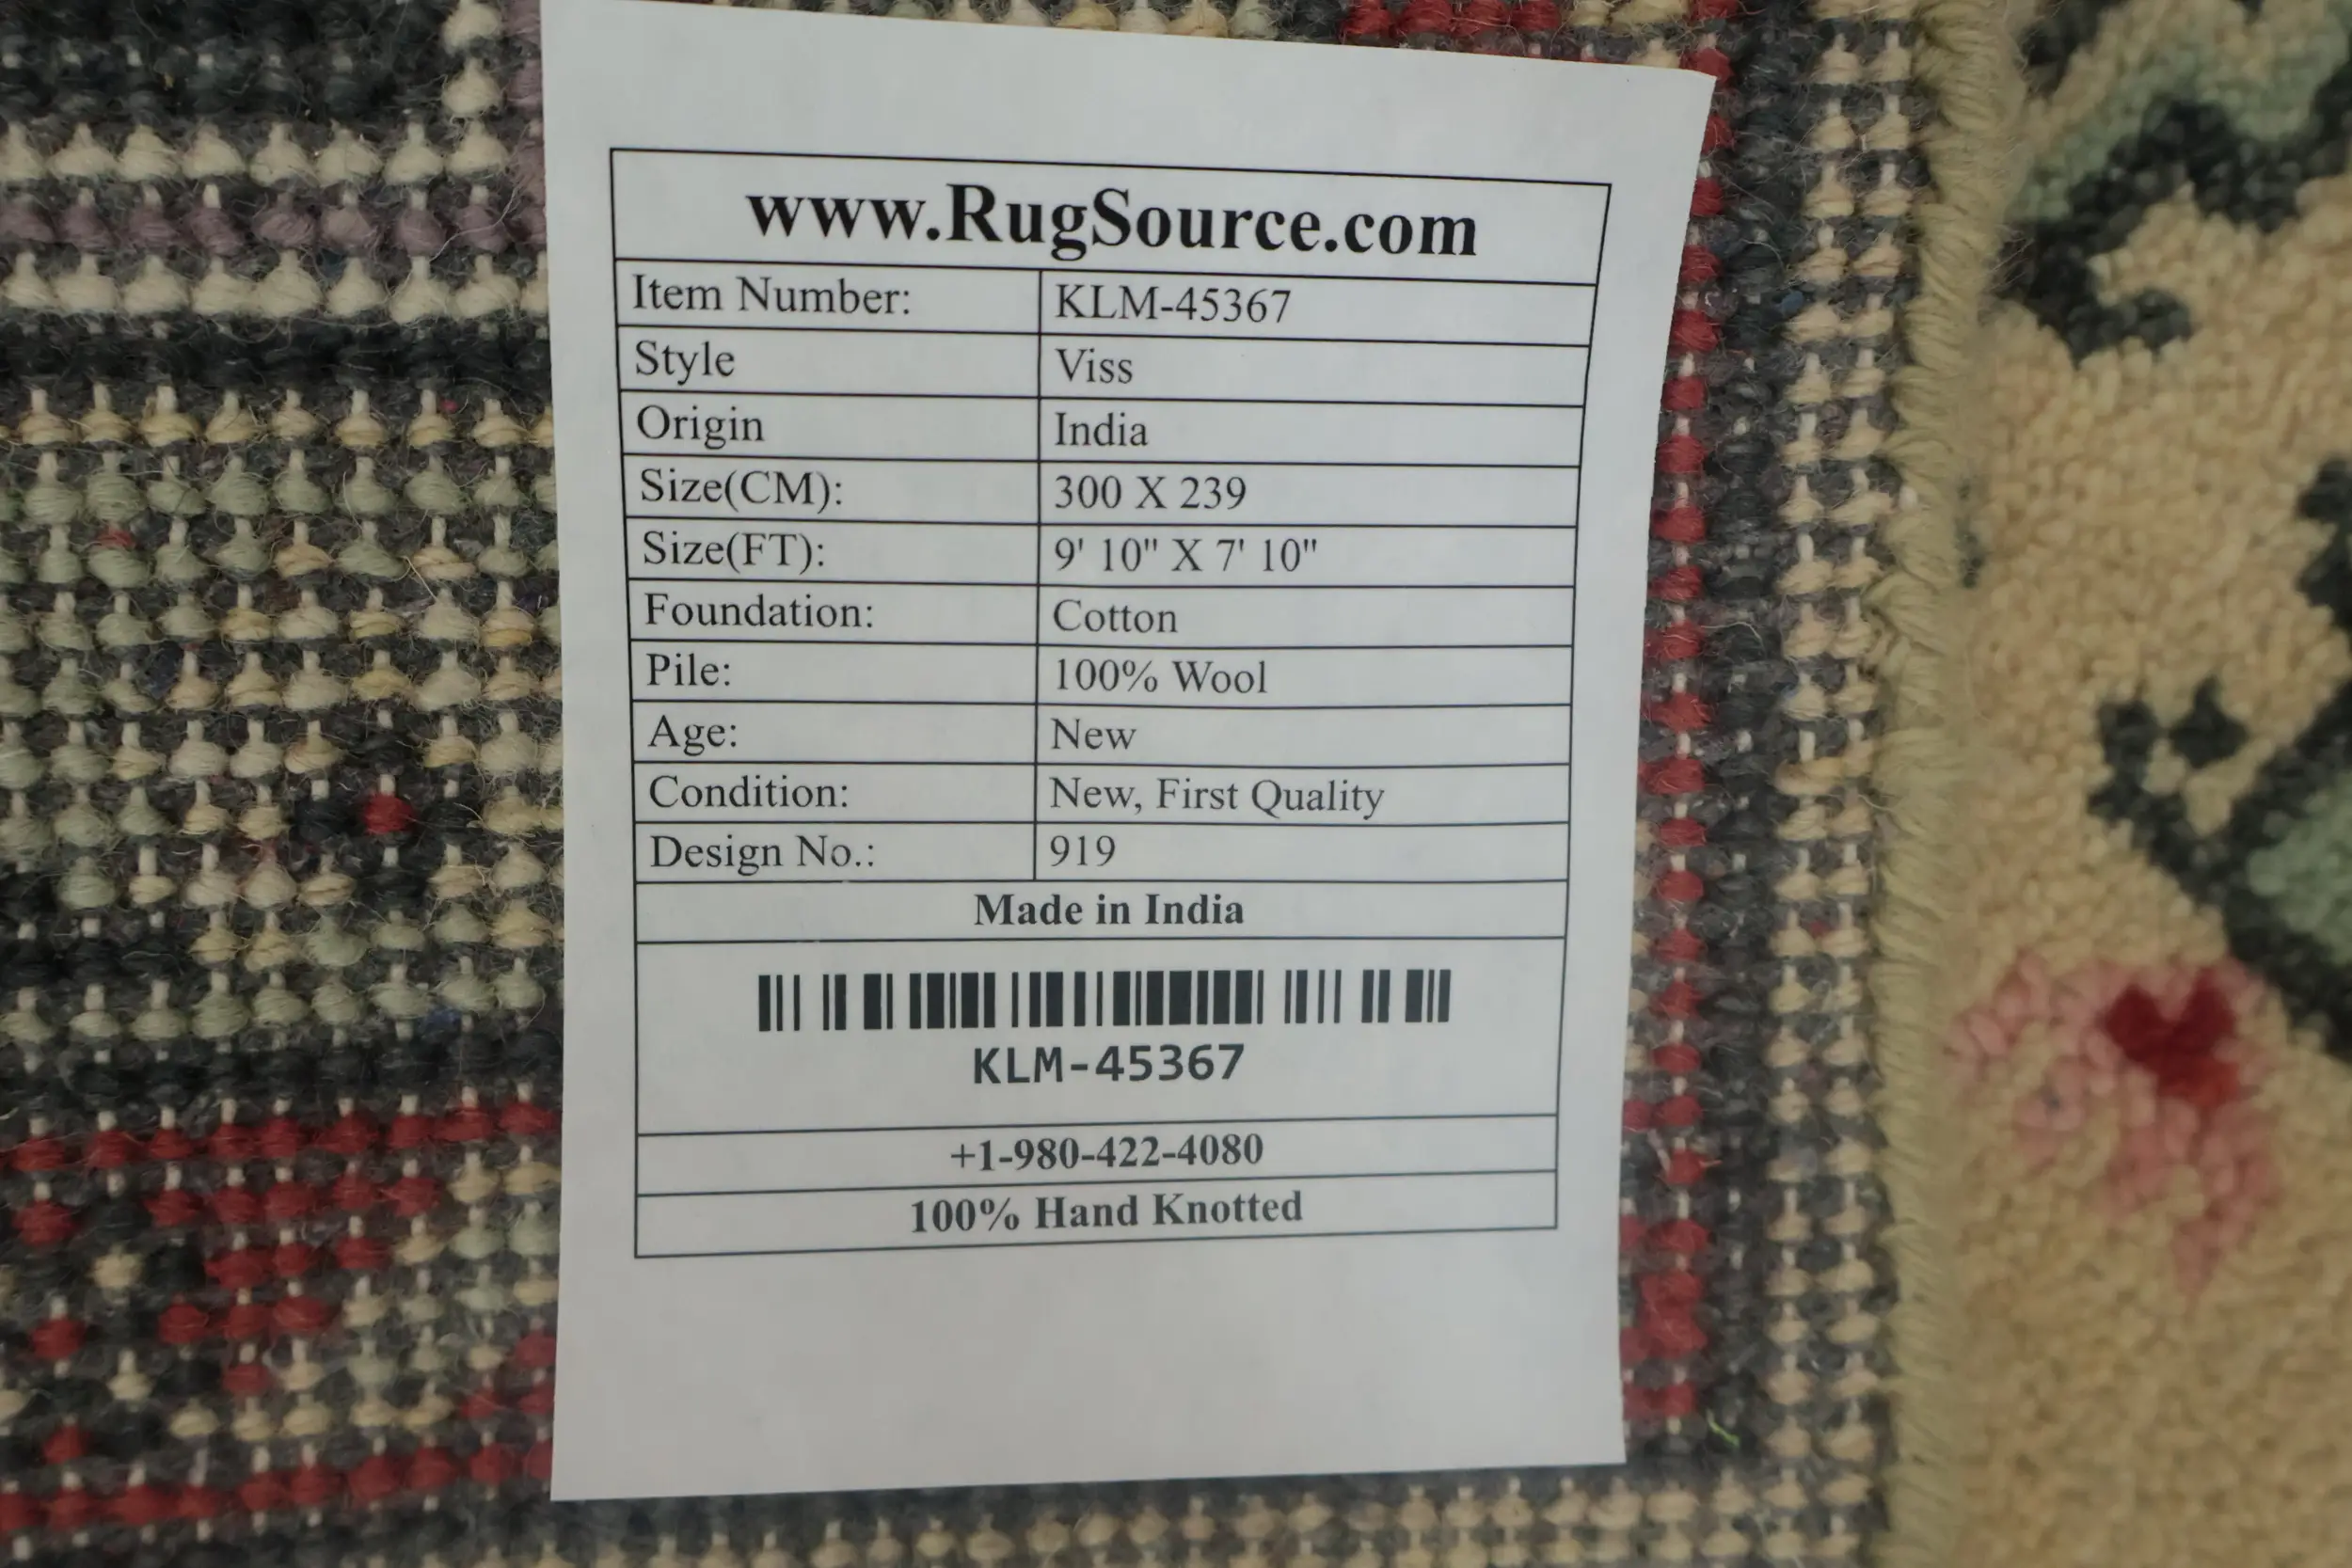 www.RugSource.com
Item Number: KLM-45367
Style Viss
Origin India
Size(CM): 300 X 239
Size(FT): 9' 10" X 7' 10"
Foundation: Cotton
Pile: 100% Wool
Age: New
Condition: New, First Quality
Design No.: 919
Made in India
KLM-45367
+1-980-422-4080
100% Hand Knotted